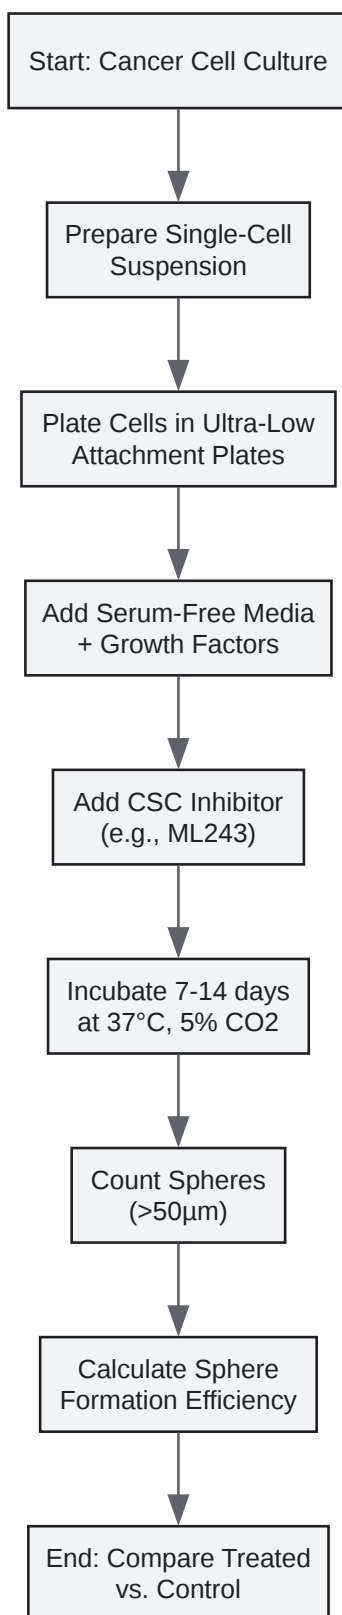 Start: Cancer Cell Culture
Prepare Single-Cell
Suspension
Plate Cells in Ultra-Low
Attachment Plates
Add Serum-Free Media
+ Growth Factors
Add CSC Inhibitor
(e.g., ML243)
Incubate 7-14 days
at 37°C, 5% CO2
Count Spheres
(>50µm)
Calculate Sphere
Formation Efficiency
End: Compare Treated
vs. Control